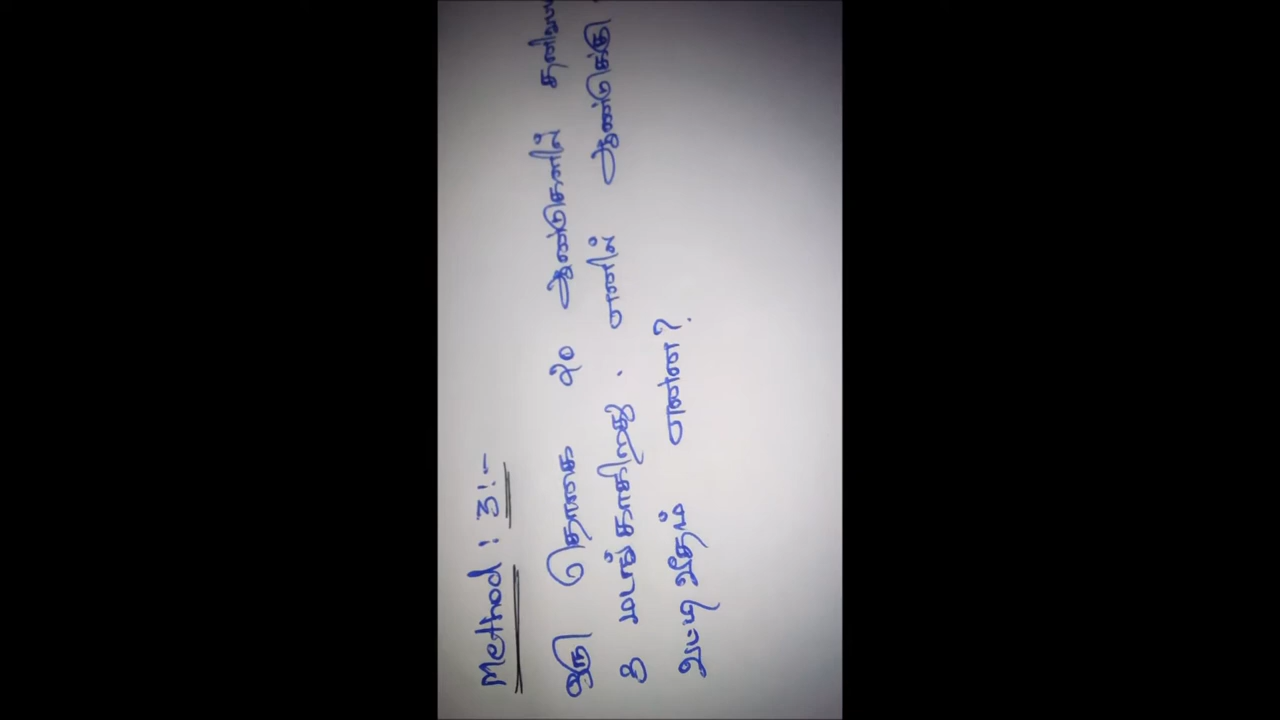 Method : 3:-
ஒரு தொகை 20 ஆண்டுகளில்
3 மடங்காகிறது. எனில் ஆண்டுக்கு
வட்டி வீதம் என்ன?